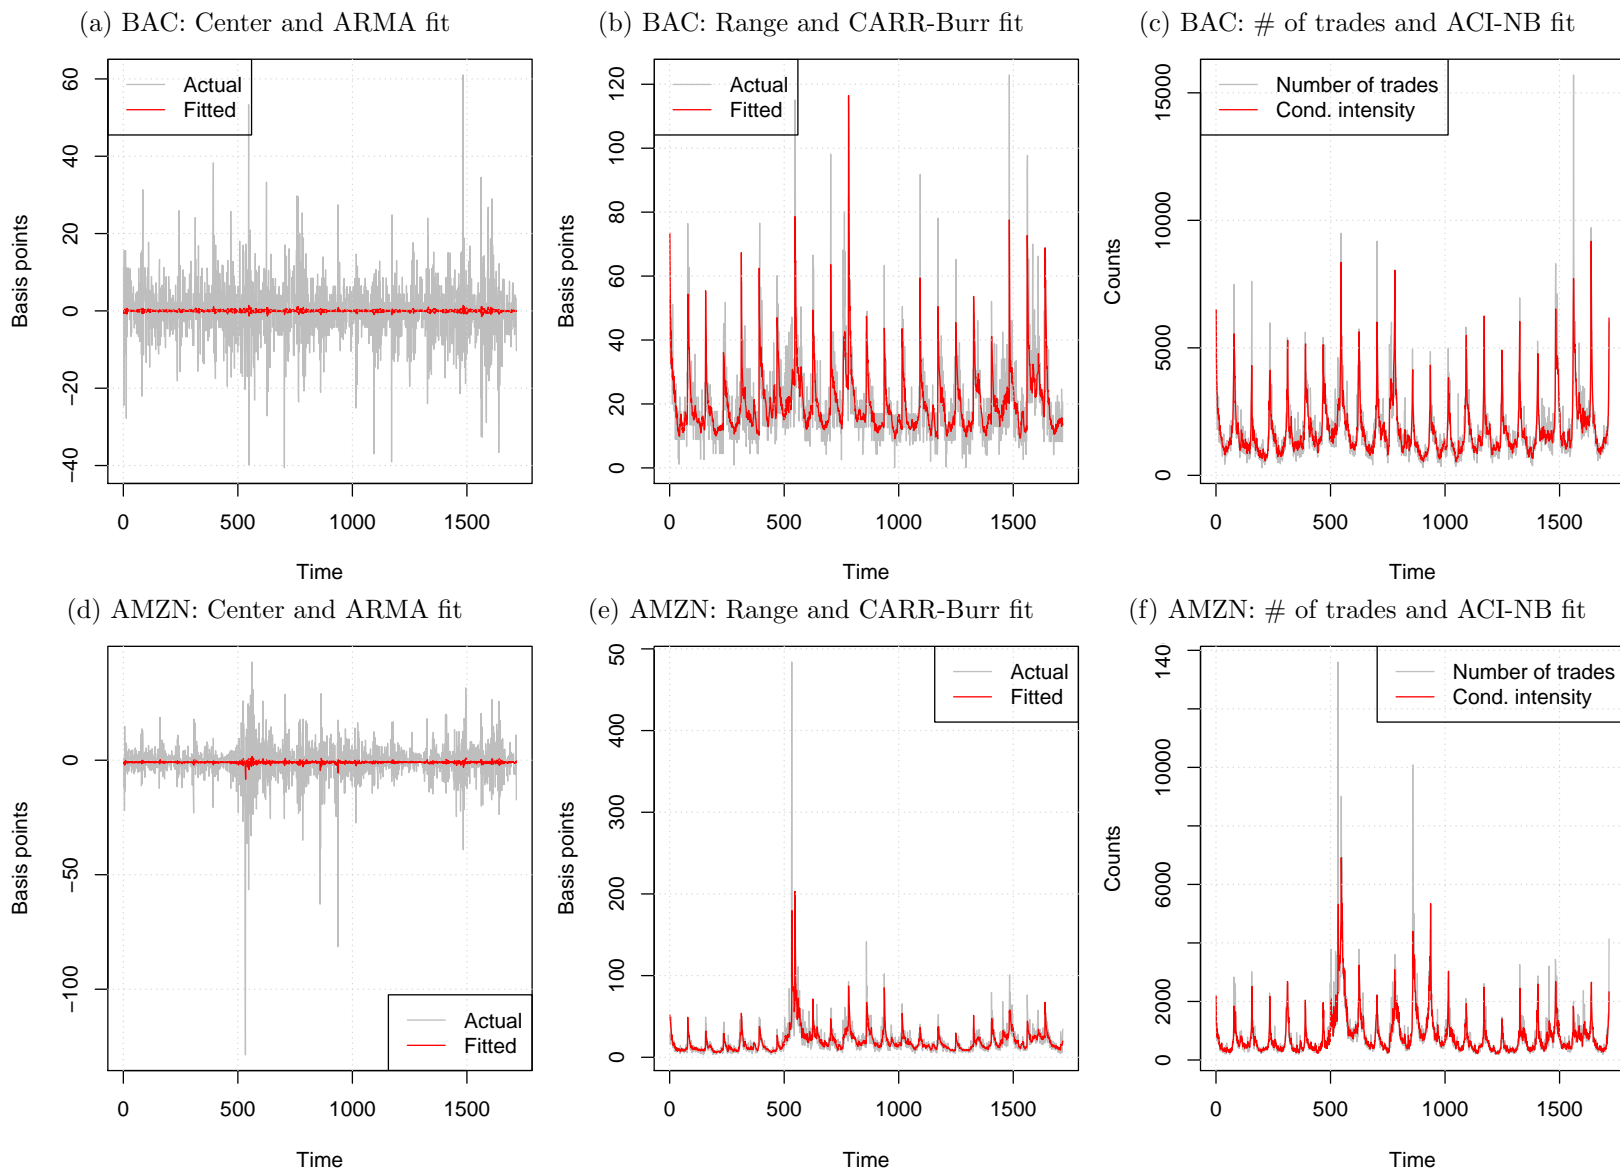 (a) BAC: Center and ARMA fit
60
40
20
0
−20
−40
Basis points
Actual
Fitted
0 500 1000 1500
Time
(b) BAC: Range and CARR-Burr fit
120
100
80
60
40
20
0
Basis points
Actual
Fitted
0 500 1000 1500
Time
(c) BAC: # of trades and ACI-NB fit
15000
10000
5000
0
Counts
Number of trades
Cond. intensity
0 500 1000 1500
Time
(d) AMZN: Center and ARMA fit
0
−50
−100
Basis points
Actual
Fitted
0 500 1000 1500
Time
(e) AMZN: Range and CARR-Burr fit
50
400
300
200
100
0
Basis points
Actual
Fitted
0 500 1000 1500
Time
(f) AMZN: # of trades and ACI-NB fit
140
10000
6000
2000
0
Counts
Number of trades
Cond. intensity
0 500 1000 1500
Time